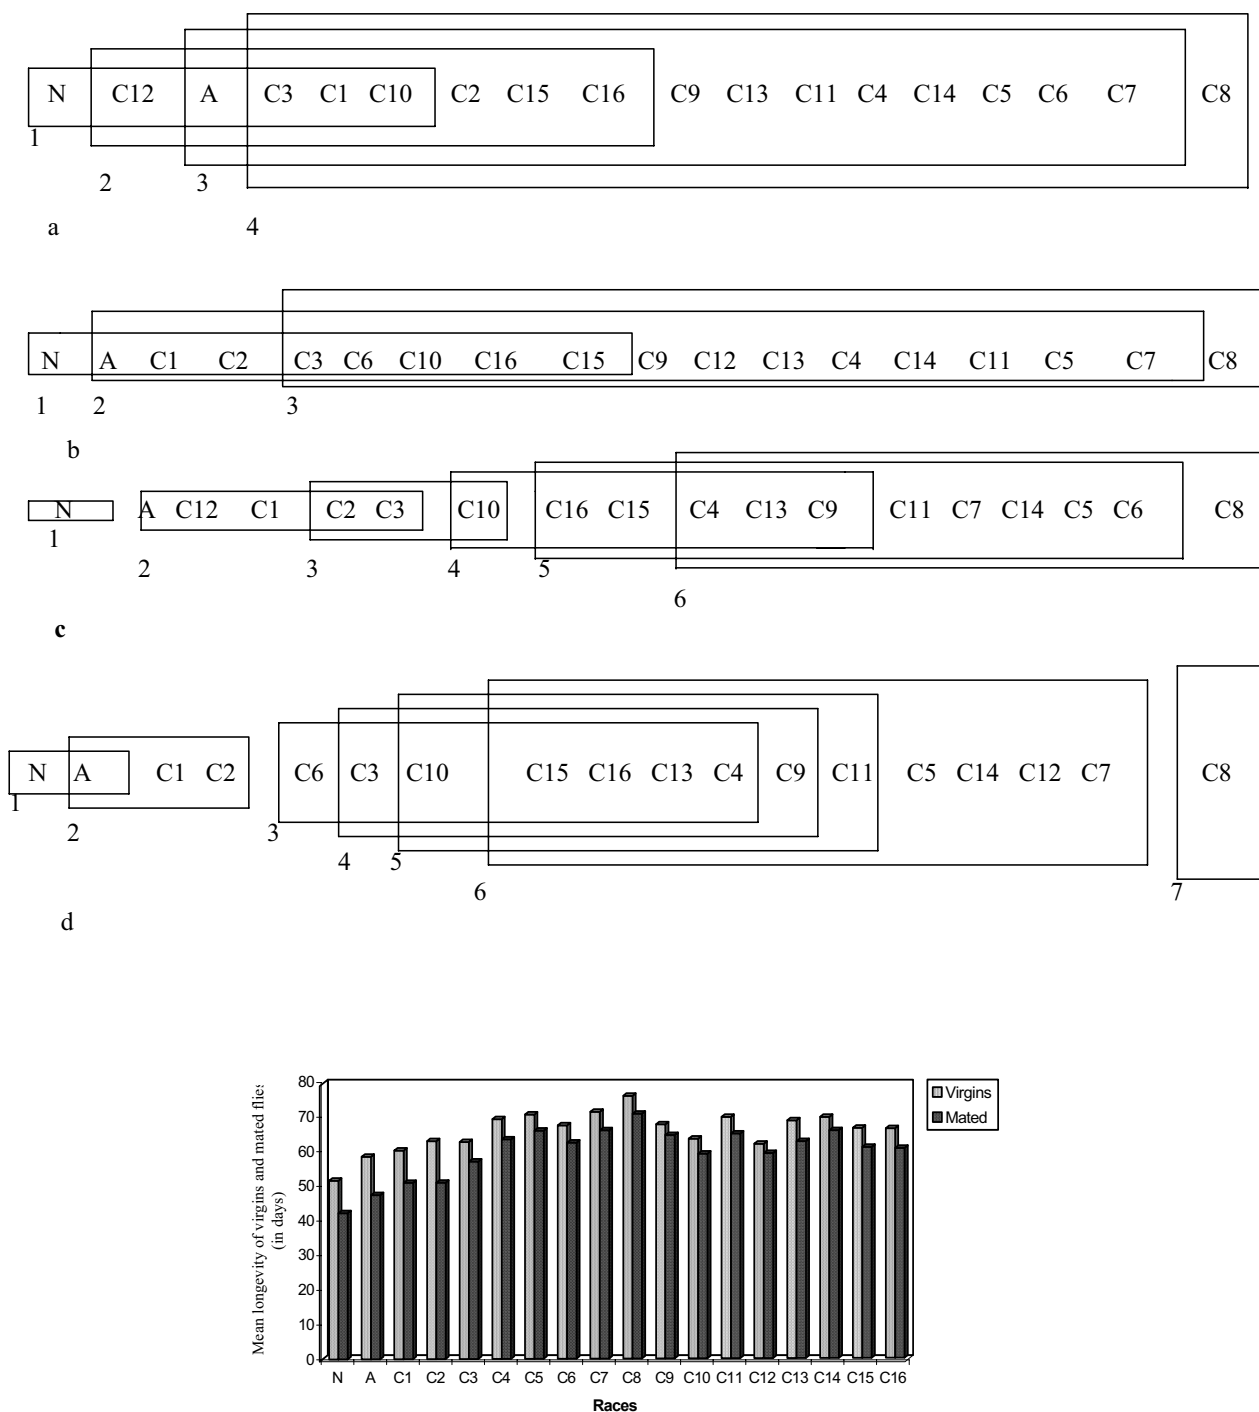 N C12 A C3 C1 C10 C2 C15 C16 C9 C13 C11 C4 C14 C5 C6 C7 C8
1
2 3
a 4
N A C1 C2 C3 C6 C10 C16 C15 C9 C12 C13 C4 C14 C11 C5 C7 C8
1 2 3
b
N A C12 C1 C2 C3 C10 C16 C15 C4 C13 C9 C11 C7 C14 C5 C6 C8
1
2 3 4 5
6
c
N A C1 C2 C6 C3 C10 C15 C16 C13 C4 C9 C11 C5 C14 C12 C7 C8
1
2 3
4 5
6 7
d
Mean longevity of virgins and mated flies
(in days)
80
70
60
50
40
30
20
10
0
Virgins
Mated
N A C1 C2 C3 C4 C5 C6 C7 C8 C9 C10 C11 C12 C13 C14 C15 C16
Races